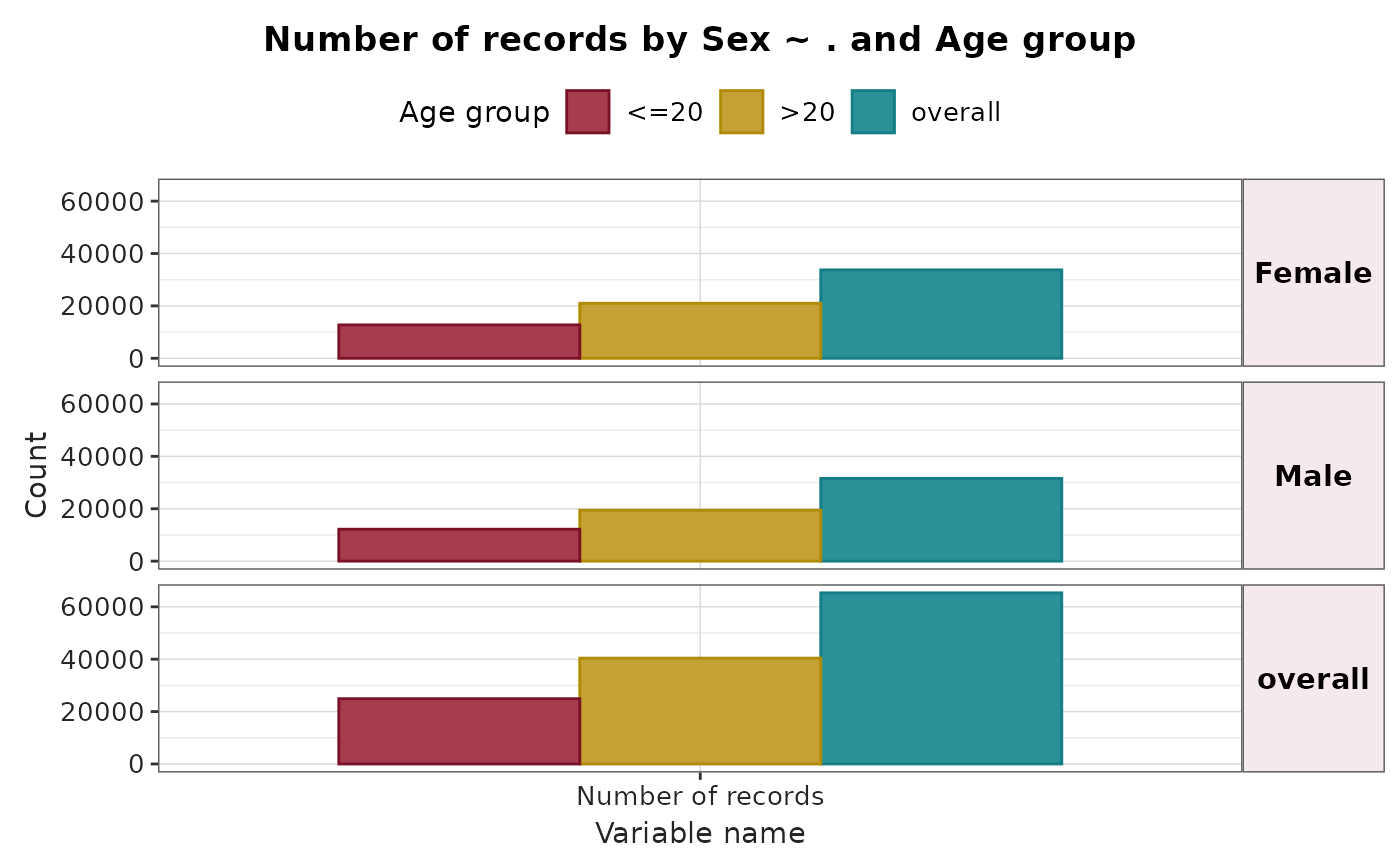 Number of records by Sex ~ . and Age group
Age group <=20 >20 overall
60000
40000
20000
0
Female
60000
40000
20000
0
Male
60000
40000
20000
0
overall
Count
Number of records
Variable name